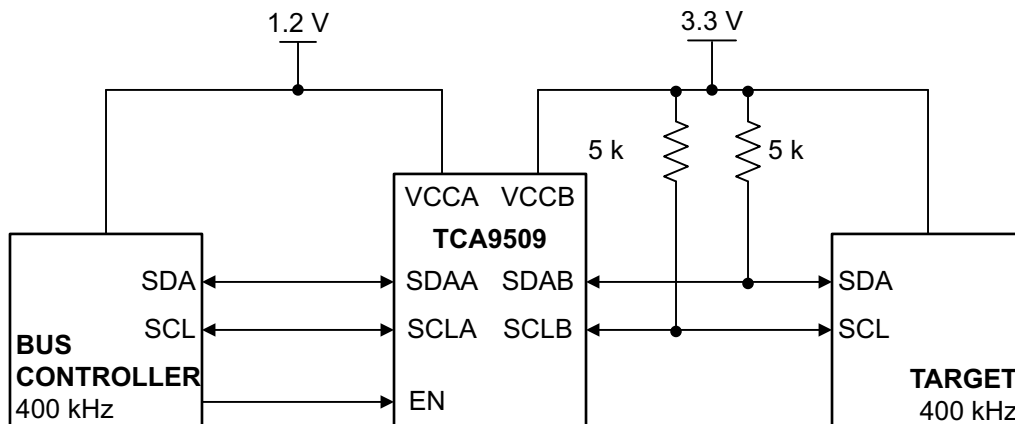 1.2 V
3.3 V
5 k
5 k
VCCA VCCB
TCA9509
SDA
SDAA SDAB
SDA
SCL
SCLA SCLB
SCL
BUS
CONTROLLER
400 kHz
EN
TARGET
400 kHz